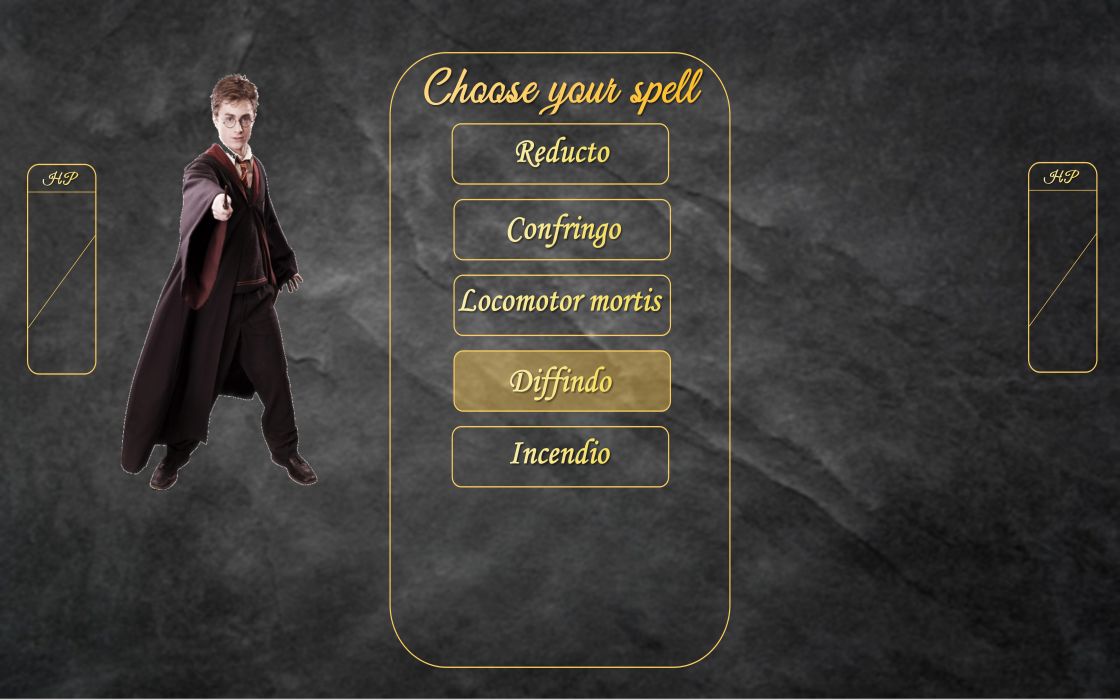 Choose your spell
HP
Reducto
Confringo
Locomotor mortis
Diffindo
Incendio
HP